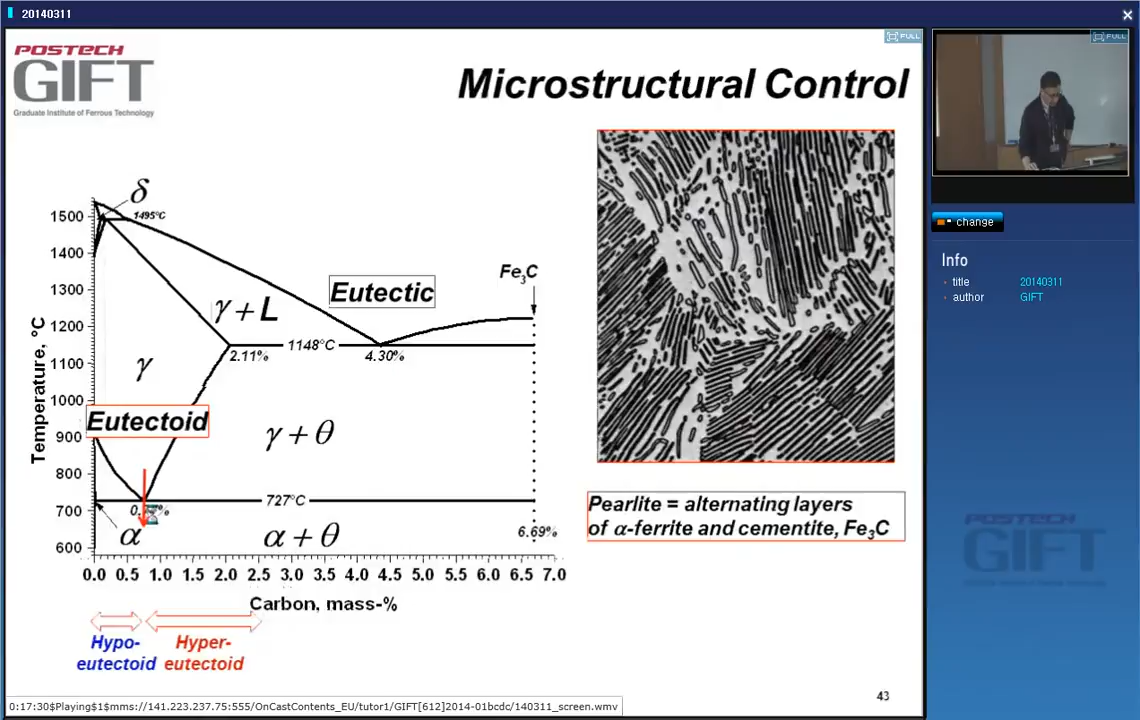 20140311
FULL
FULL
POSTECH
GIFT
Graduate Institute of Ferrous Technology
Microstructural Control
δ
1500
1495°C
1400
Fe3C
1300
Eutectic
γ + L
1200
1148°C
2.11%
4.30%
1100
γ
1000
Temperature, °C
Eutectoid
900
γ + θ
800
727°C
700
α
α + θ
6.69%
600
0.0 0.5 1.0 1.5 2.0 2.5 3.0 3.5 4.0 4.5 5.0 5.5 6.0 6.5 7.0
Carbon, mass-%
Hypo-
eutectoid
Hyper-
eutectoid
Pearlite = alternating layers
of α-ferrite and cementite, Fe3C
43
change
Info
title 20140311
author GIFT
POSTECH
GIFT
0:17:30$Playing$1$mms://141.223.237.75:555/OnCastContents_EU/tutor1/GIFT[612]2014-01bcdc/140311_screen.wmv